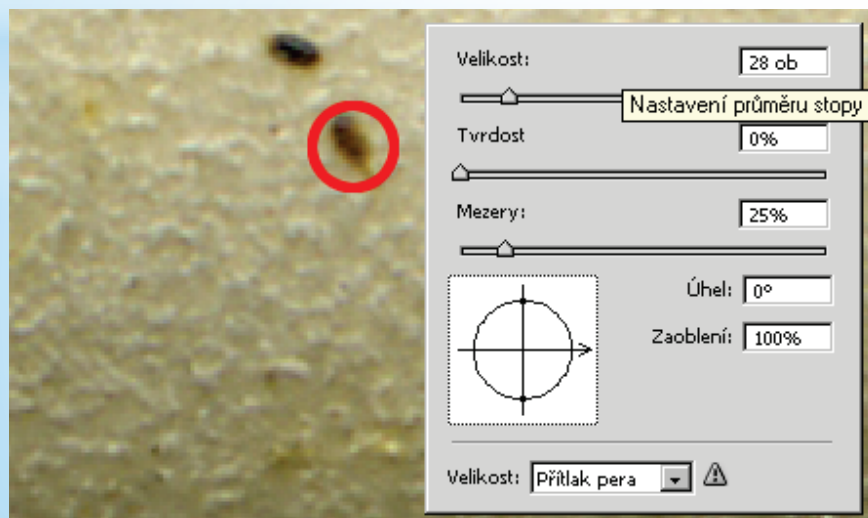 Velikost:
28 ob
Nastavení průměru stopy
Tvrdost
0%
Mezery:
25%
Úhel:
0°
Zaoblení:
100%
Velikost:
Přítlak pera